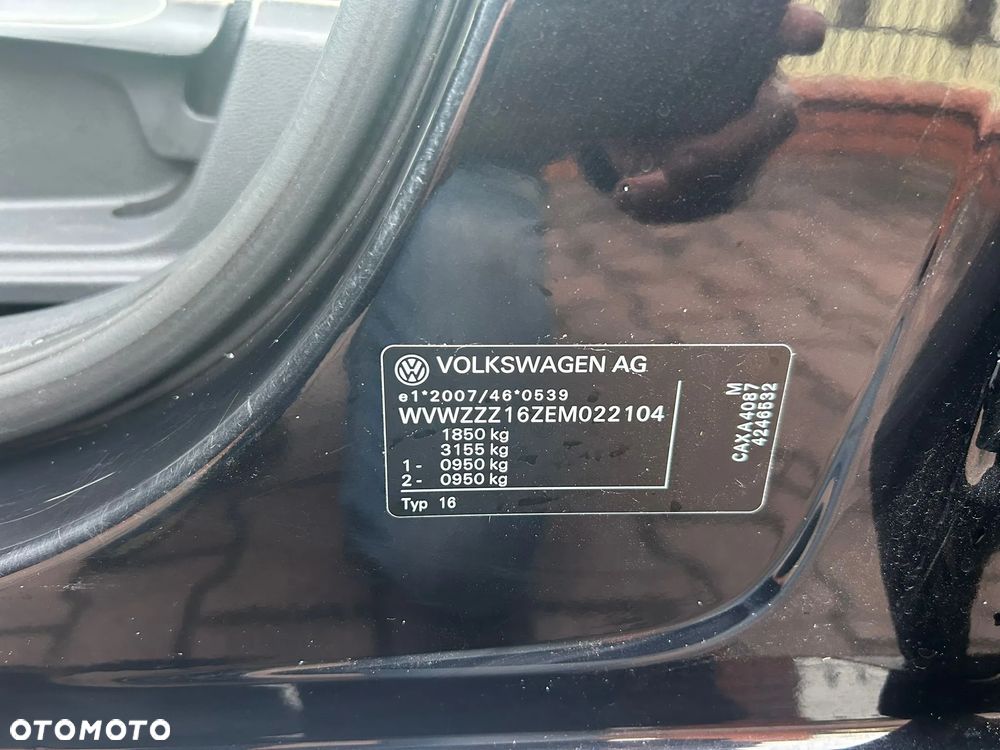 VOLKSWAGEN AG
e1*2007/46*0539
WVWZZZ16ZEM022104
1850 kg
3155 kg
1- 0950 kg
2- 0950 kg
Typ 16
M
CAXA4087
4246532
OTOMOTO